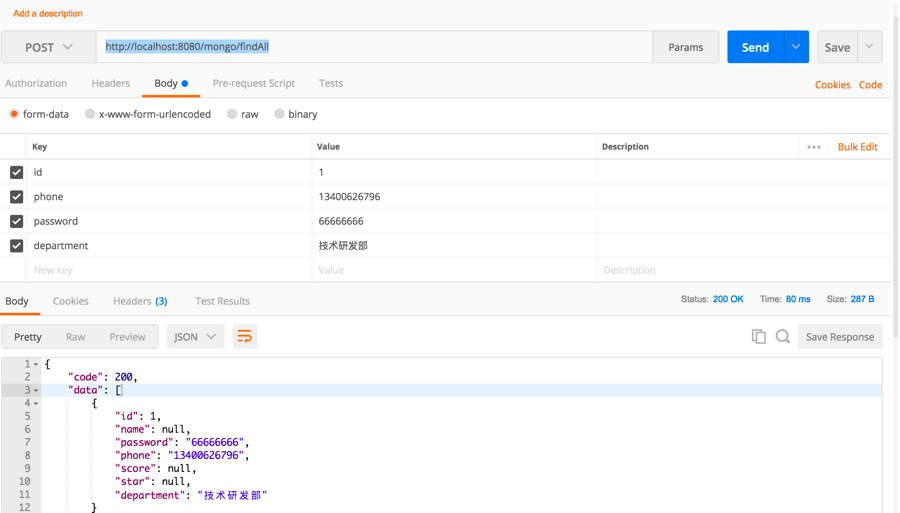 Add a description
POST http://localhost:8080/mongo/findAll Params Send Save
Authorization Headers Body Pre-request Script Tests Cookies Code
form-data x-www-form-urlencoded raw binary
Key Value Description ••• Bulk Edit
id 1
phone 13400626796
password 66666666
department 技术研发部
New key Value Description
Body Cookies Headers (3) Test Results Status: 200 OK Time: 80 ms Size: 287 B
Pretty Raw Preview JSON Save Response
1 {
2 "code": 200,
3 "data": [
4 {
5 "id": 1,
6 "name": null,
7 "password": "66666666",
8 "phone": "13400626796",
9 "score": null,
10 "star": null,
11 "department": "技术研发部"
12 }